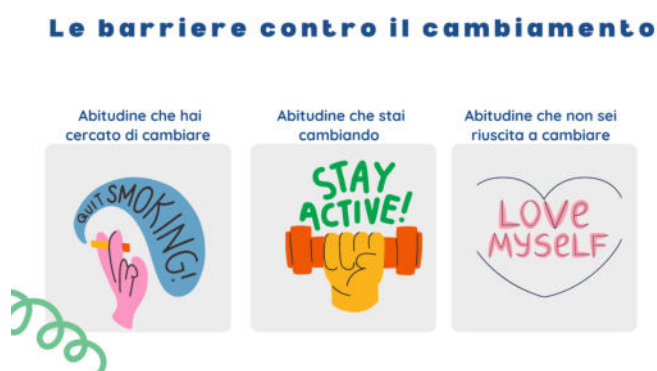 Le barriere contro il cambiamento
Abitudine che hai
cercato di cambiare
Abitudine che stai
cambiando
Abitudine che non sei
riuscita a cambiare
QUIT SMOKING!
STAY
ACTIVE!
LOVE
MYSELF